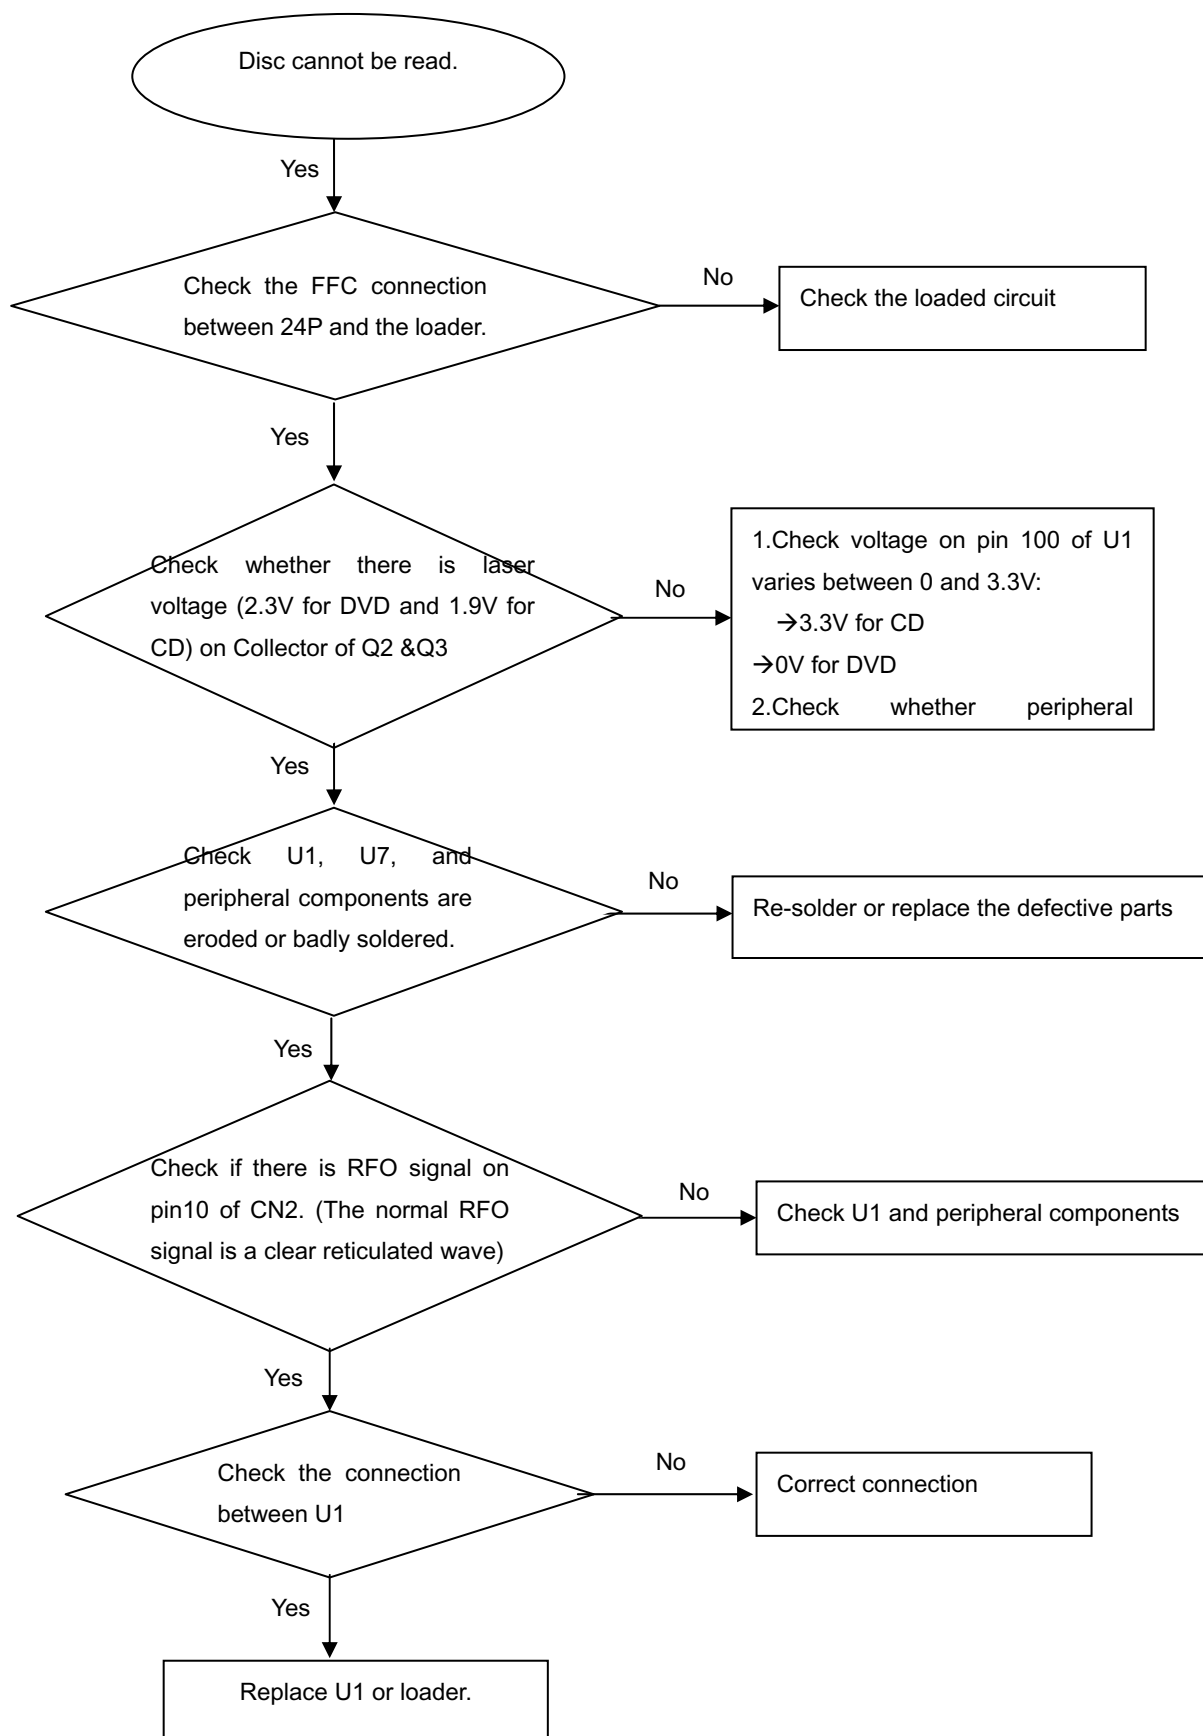 Disc cannot be read.
Yes
Check the FFC connection
between 24P and the loader.
No
Check the loaded circuit
Yes
Check whether there is laser
voltage (2.3V for DVD and 1.9V for
CD) on Collector of Q2 &Q3
No
1.Check voltage on pin 100 of U1
varies between 0 and 3.3V:
→3.3V for CD
→0V for DVD
2.Check whether peripheral
Yes
Check U1, U7, and
peripheral components are
eroded or badly soldered.
No
Re-solder or replace the defective parts
Yes
Check if there is RFO signal on
pin10 of CN2. (The normal RFO
signal is a clear reticulated wave)
No
Check U1 and peripheral components
Yes
Check the connection
between U1
No
Correct connection
Yes
Replace U1 or loader.